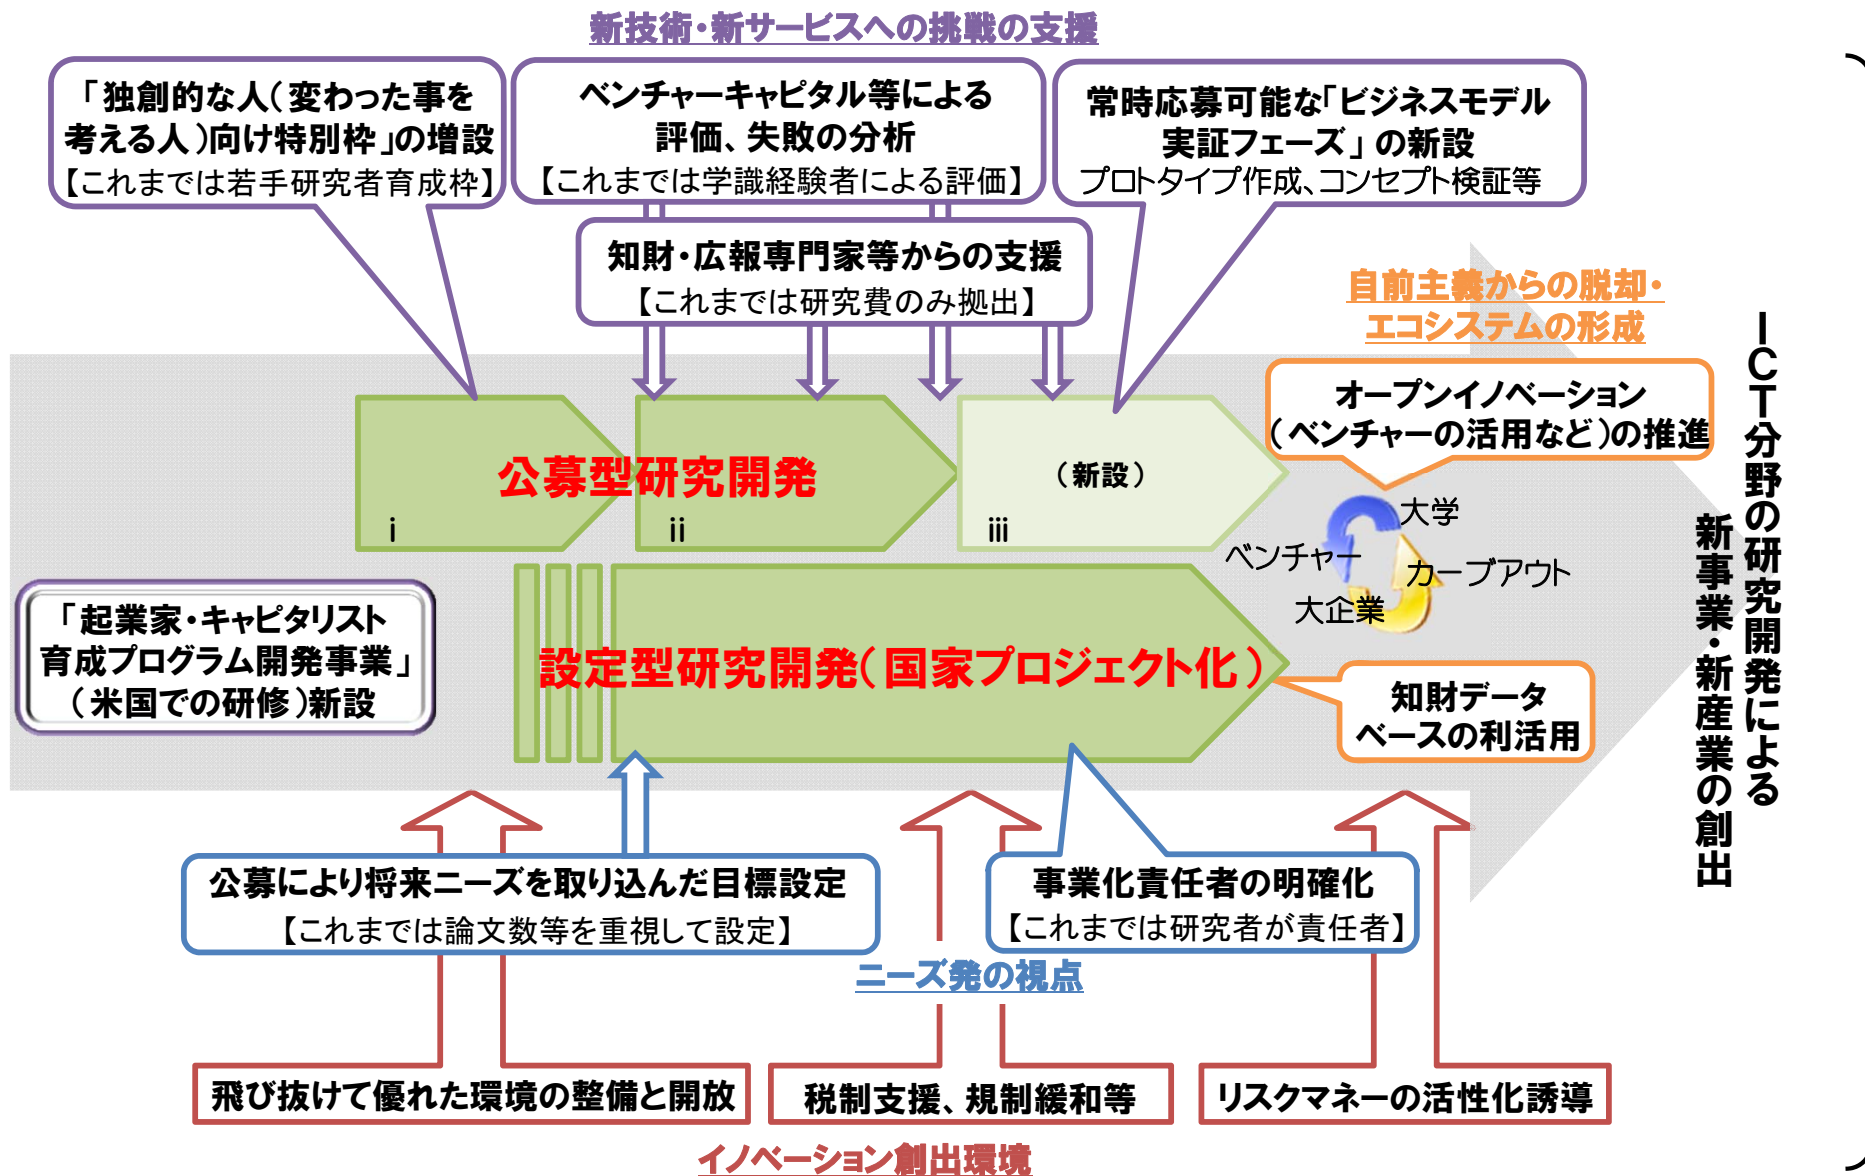 新技術・新サービスへの挑戦の支援
「独創的な人（変わった事を
考える人）向け特別枠」の増設
【これまでは若手研究者育成枠】
ベンチャーキャピタル等による
評価、失敗の分析
【これまでは学識経験者による評価】
常時応募可能な「ビジネスモデル
実証フェーズ」の新設
プロトタイプ作成、コンセプト検証等
知財・広報専門家等からの支援
【これまでは研究費のみ拠出】
自前主義からの脱却・
エコシステムの形成
オープンイノベーション
（ベンチャーの活用など）の推進
公募型研究開発
（新設）
i
ii
iii
大学
ベンチャー
カーブアウト
大企業
「起業家・キャピタリスト
育成プログラム開発事業」
（米国での研修）新設
設定型研究開発（国家プロジェクト化）
知財データ
ベースの利活用
ICT分野の研究開発による
新事業・新産業の創出
公募により将来ニーズを取り込んだ目標設定
【これまでは論文数等を重視して設定】
事業化責任者の明確化
【これまでは研究者が責任者】
ニーズ発の視点
飛び抜けて優れた環境の整備と開放
税制支援、規制緩和等
リスクマネーの活性化誘導
イノベーション創出環境